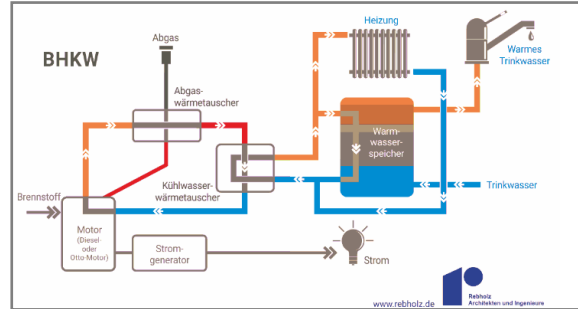 BHKW
Abgas
Heizung
Warmes
Trinkwasser
Abgas-
wärmetauscher
Warm-
wasser-
speicher
Kühlwasser-
wärmetauscher
Trinkwasser
Brennstoff
Motor
(Diesel-
oder
Otto-Motor)
Strom-
generator
Strom
www.rebholz.de
Rebholz
Architekten und Ingenieure